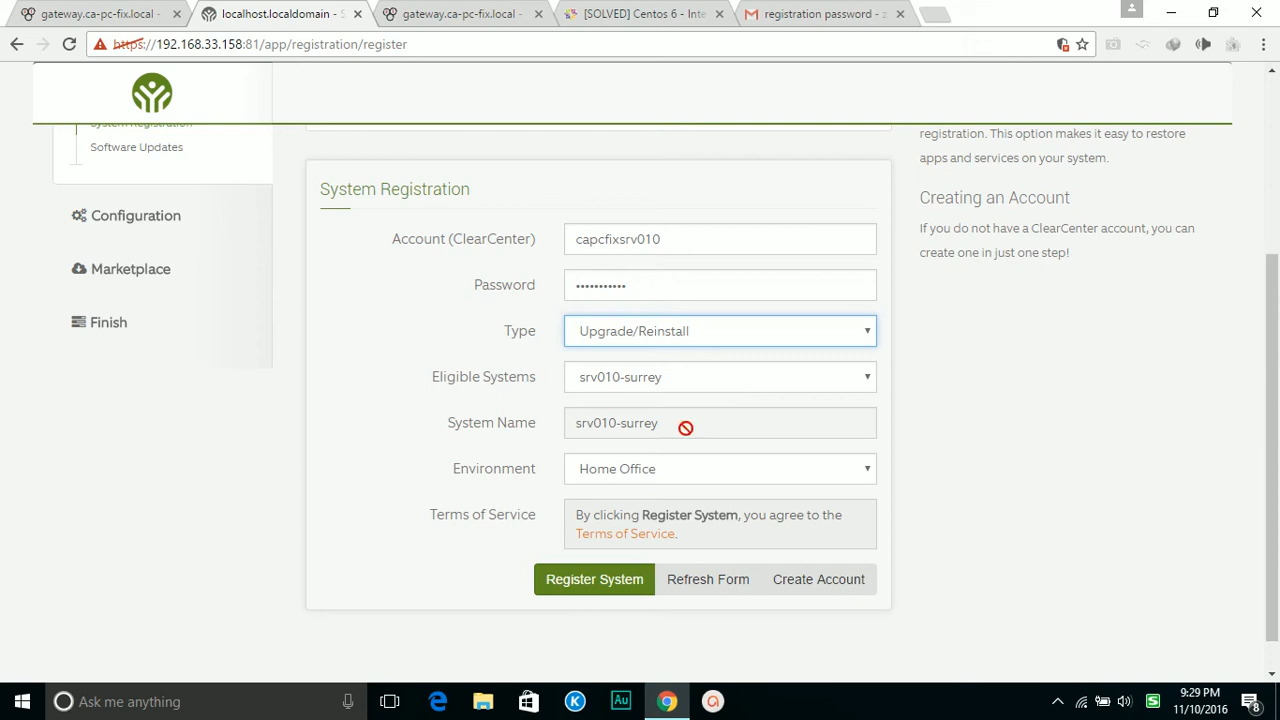 gateway.ca-pc-fix.local -
localhost.localdomain - S
gateway.ca-pc-fix.local -
[SOLVED] Centos 6 - Inte
registration password - z
https://192.168.33.158:81/app/registration/register
System Registration
Software Updates
Configuration
Marketplace
Finish
System Registration
Account (ClearCenter)
capcfixsrv010
Password
•••••••••••
Type
Upgrade/Reinstall
Eligible Systems
srv010-surrey
System Name
srv010-surrey
Environment
Home Office
Terms of Service
By clicking Register System, you agree to the
Terms of Service.
Register System
Refresh Form
Create Account
registration. This option makes it easy to restore
apps and services on your system.
Creating an Account
If you do not have a ClearCenter account, you can
create one in just one step!
Ask me anything
9:29 PM
11/10/2016
8